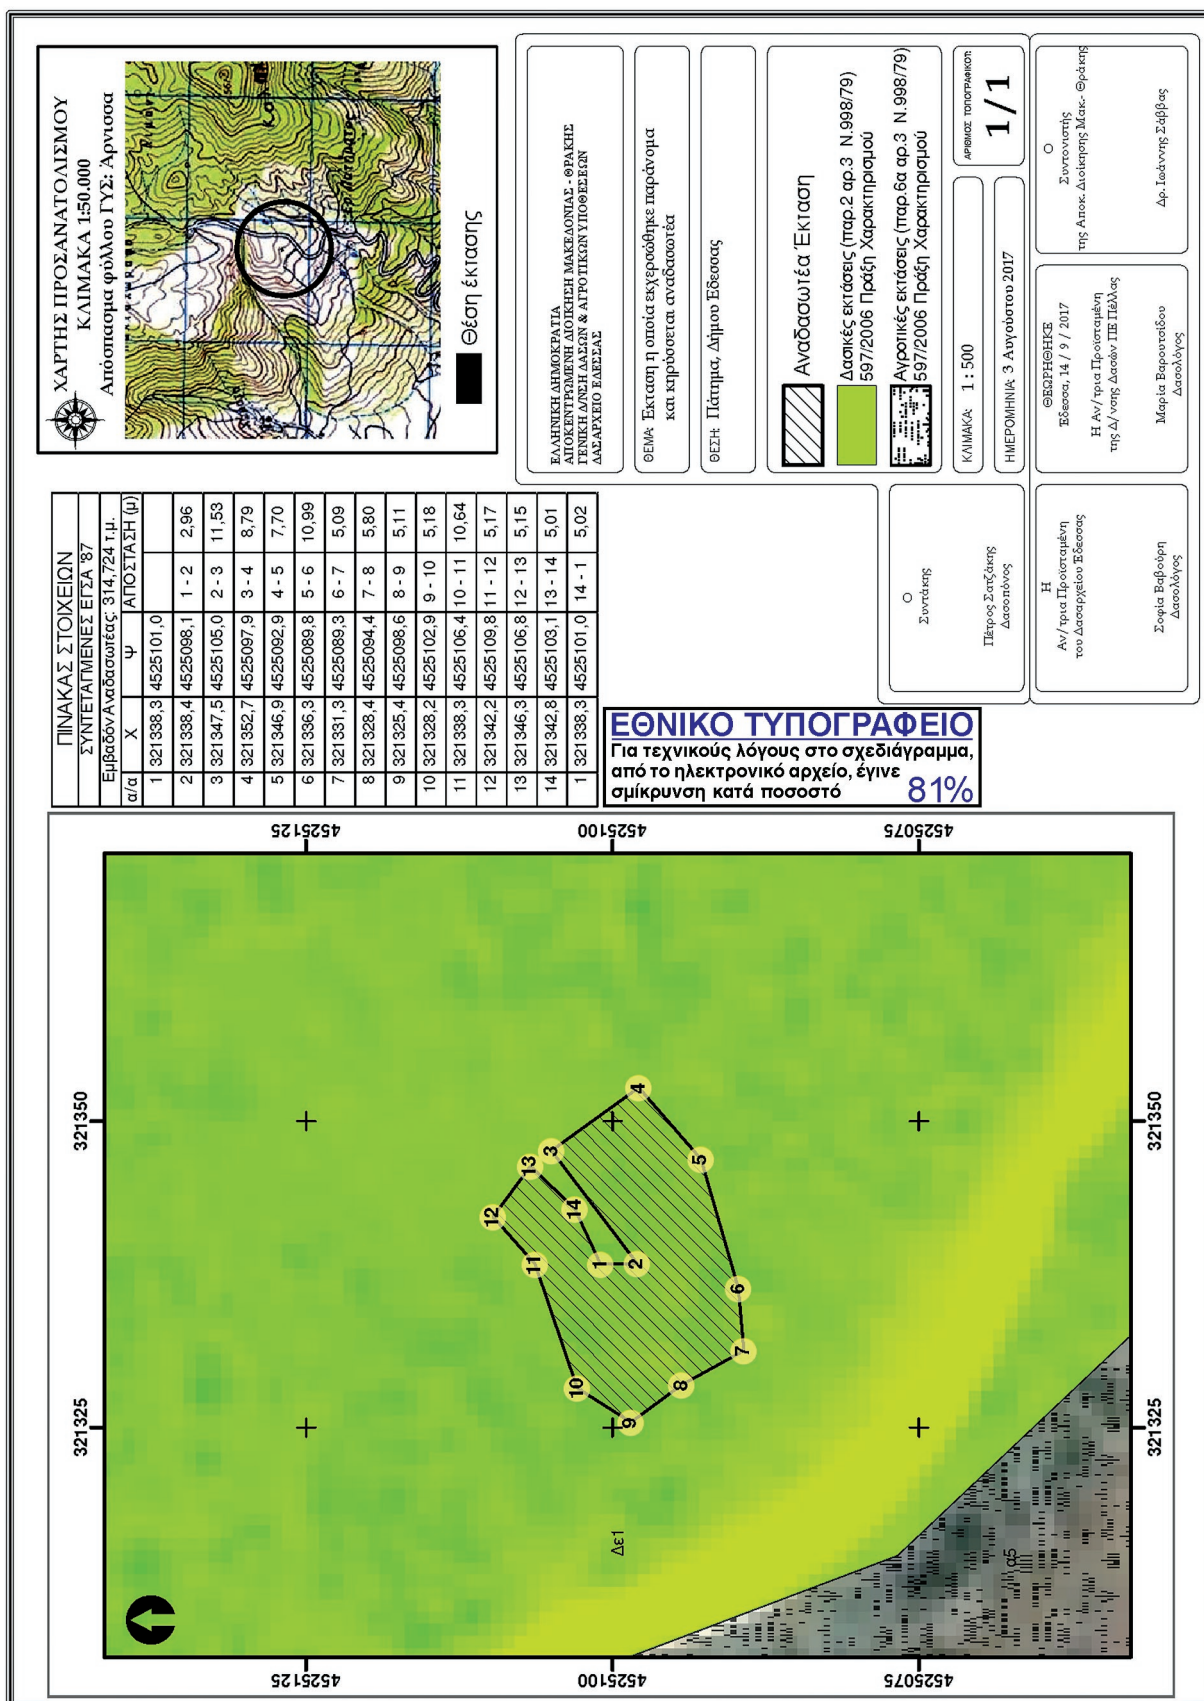 ΠΙΝΑΚΑΣ ΣΤΟΙΧΕΙΩΝ
ΣΥΝΤΕΤΑΓΜΕΝΕΣ ΕΓΣΑ '87
Εμβαδόν Αναδασωτέας: 314,724 τ.μ.
α/α Χ Ψ ΑΠΟΣΤΑΣΗ (μ)
1 321338,3 4525101,0
2 321338,4 4525098,1 1 - 2 2,96
3 321347,5 4525105,0 2 - 3 11,53
4 321352,7 4525097,9 3 - 4 8,79
5 321346,9 4525092,9 4 - 5 7,70
6 321336,3 4525089,8 5 - 6 10,99
7 321331,3 4525089,3 6 - 7 5,09
8 321328,4 4525094,4 7 - 8 5,80
9 321325,4 4525098,6 8 - 9 5,11
10 321328,2 4525102,9 9 - 10 5,18
11 321338,3 4525106,4 10 - 11 10,64
12 321342,2 4525109,8 11 - 12 5,17
13 321346,3 4525106,8 12 - 13 5,15
14 321342,8 4525103,1 13 - 14 5,01
1 321338,3 4525101,0 14 - 1 5,02
ΧΑΡΤΗΣ ΠΡΟΣΑΝΑΤΟΛΙΣΜΟΥ
ΚΛΙΜΑΚΑ 1:50.000
Απόσπασμα φύλλου ΓΥΣ: Άρνισσα
Θέση έκτασης
ΕΛΛΗΝΙΚΗ ΔΗΜΟΚΡΑΤΙΑ
ΑΠΟΚΕΝΤΡΩΜΕΝΗ ΔΙΟΙΚΗΣΗ ΜΑΚΕΔΟΝΙΑΣ - ΘΡΑΚΗΣ
ΓΕΝΙΚΗ Δ/ΝΣΗ ΔΑΣΩΝ & ΑΓΡΟΤΙΚΩΝ ΥΠΟΘΕΣΕΩΝ
ΔΑΣΑΡΧΕΙΟ ΕΔΕΣΣΑΣ
ΘΕΜΑ: Έκταση η οποία εκχερσώθηκε παράνομα
και κηρύσσεται αναδασωτέα
ΘΕΣΗ: Πάτημα, Δήμου Έδεσσας
Αναδασωτέα Έκταση
Δασικές εκτάσεις (παρ.2 αρ.3 Ν.998/79)
597/2006 Πράξη Χαρακτηρισμού
Αγροτικές εκτάσεις (παρ.6α αρ.3 Ν.998/79)
597/2006 Πράξη Χαρακτηρισμού
ΚΛΙΜΑΚΑ: 1 : 500
ΗΜΕΡΟΜΗΝΙΑ: 3 Αυγούστου 2017
ΑΡΙΘΜΟΣ ΤΟΠΟΓΡΑΦΙΚΟΥ:
1/1
Ο
Συντάκτης
Πέτρος Σατζάκης
Δασοπόνος
Η
Αν/τρια Προϊσταμένη
του Δασαρχείου Έδεσσας
Σοφία Βαβούρη
Δασολόγος
ΘΕΩΡΗΘΗΚΕ
Έδεσσα, 14 / 9 / 2017
Η Αν/τρια Προϊσταμένη
της Δ/νσης Δασών ΠΕ Πέλλας
Μαρία Βαρουτσίδου
Δασολόγος
Ο
Συντονιστής
της Αποκ. Διοίκησης Μακ.- Θράκης
Δρ. Ιωάννης Σάββας
ΕΘΝΙΚΟ ΤΥΠΟΓΡΑΦΕΙΟ
Για τεχνικούς λόγους στο σχεδιάγραμμα,
από το ηλεκτρονικό αρχείο, έγινε
σμίκρυνση κατά ποσοστό 81%
321325 321350
4525125 4525125
4525100 4525100
4525075 4525075
321325 321350
12
11
13
3
10
14
1
2
9
4
8
5
6
7
Δε1
α5